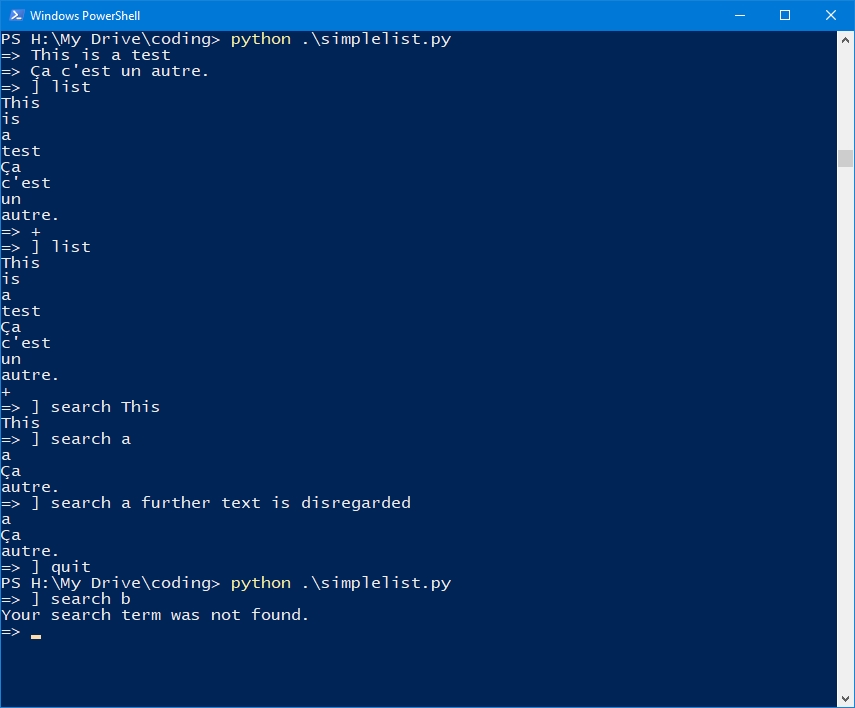 Windows PowerShell
PS H:\My Drive\coding> python .\simplelist.py
=> This is a test
=> Ça c'est un autre.
=> ] list
This
is
a
test
Ça
c'est
un
autre.
=> +
=> ] list
This
is
a
test
Ça
c'est
un
autre.
+
=> ] search This
This
=> ] search a
a
Ça
autre.
=> ] search a further text is disregarded
a
Ça
autre.
=> ] quit
PS H:\My Drive\coding> python .\simplelist.py
=> ] search b
Your search term was not found.
=> _